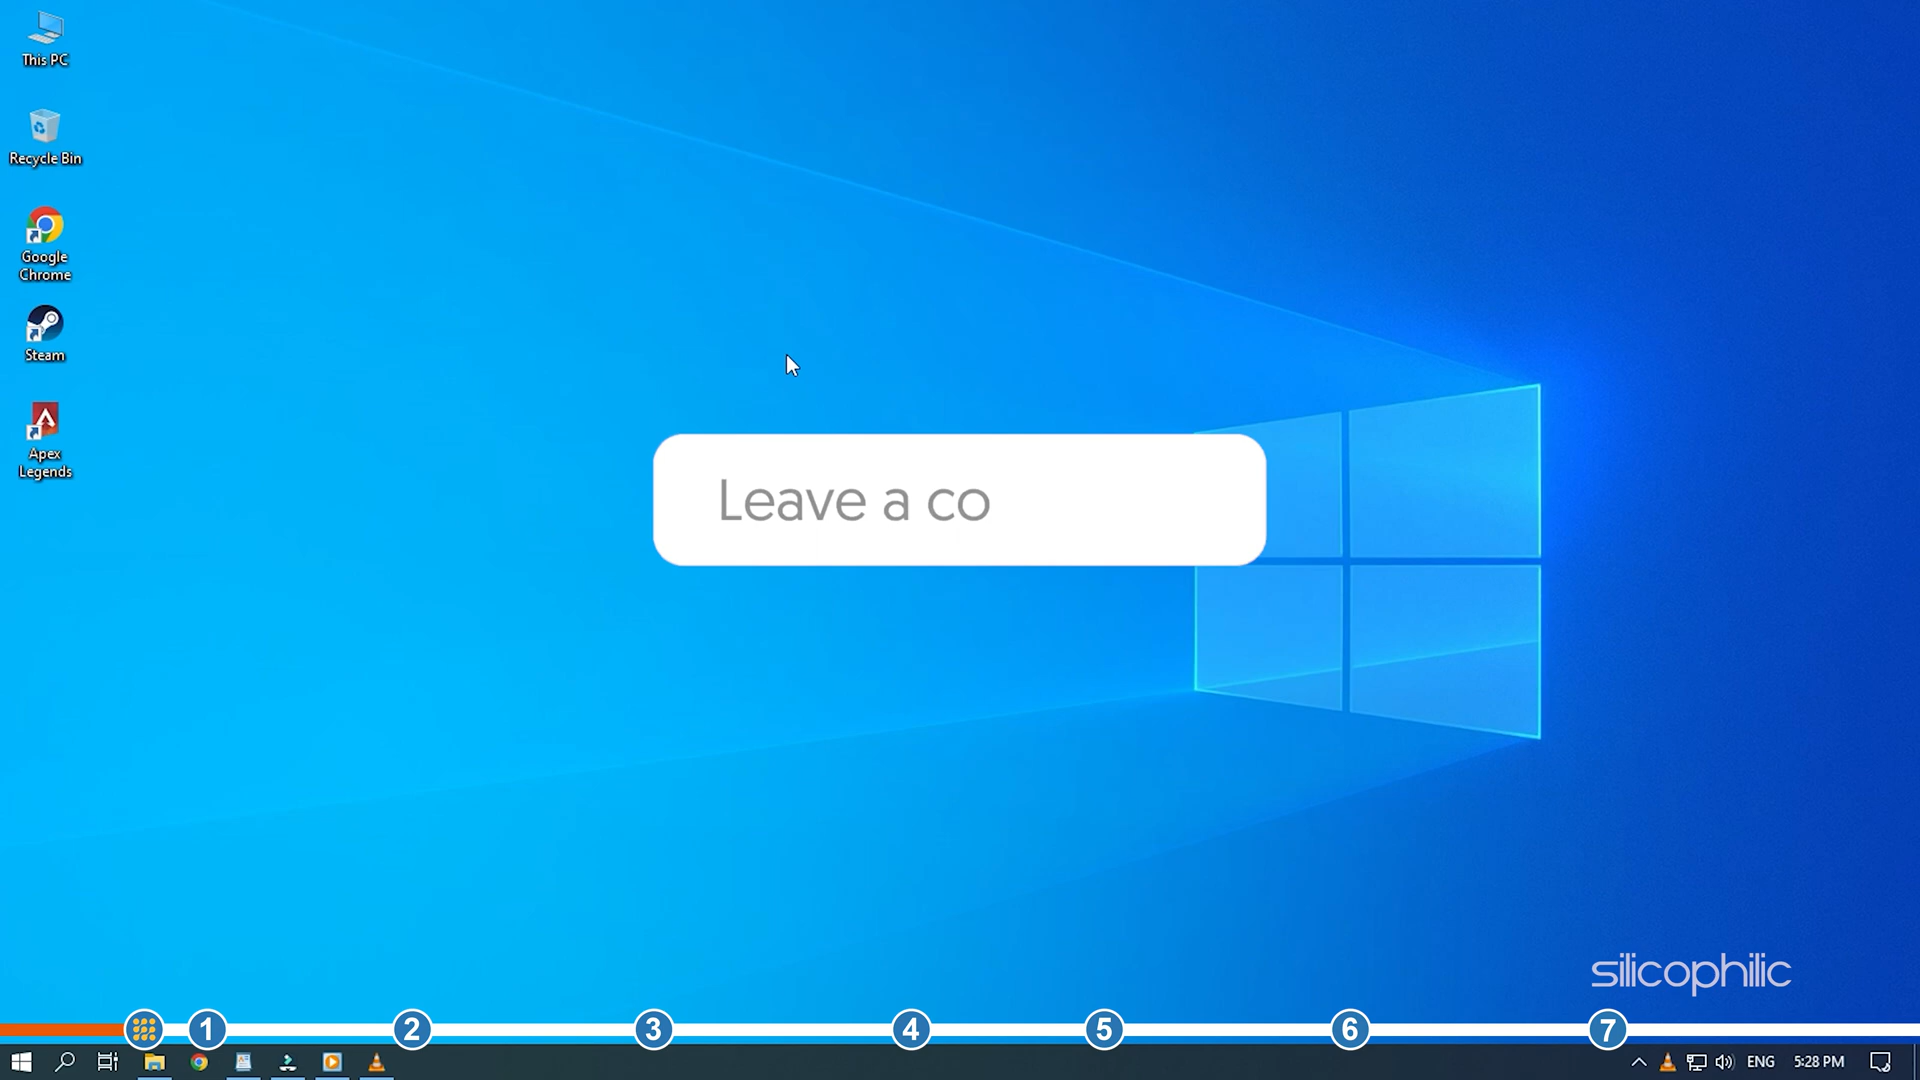 This PC
Recycle Bin
Google
Chrome
Steam
Apex
Legends
Leave a co
silicophilic
1 2 3 4 5 6 7
ENG 5:28 PM